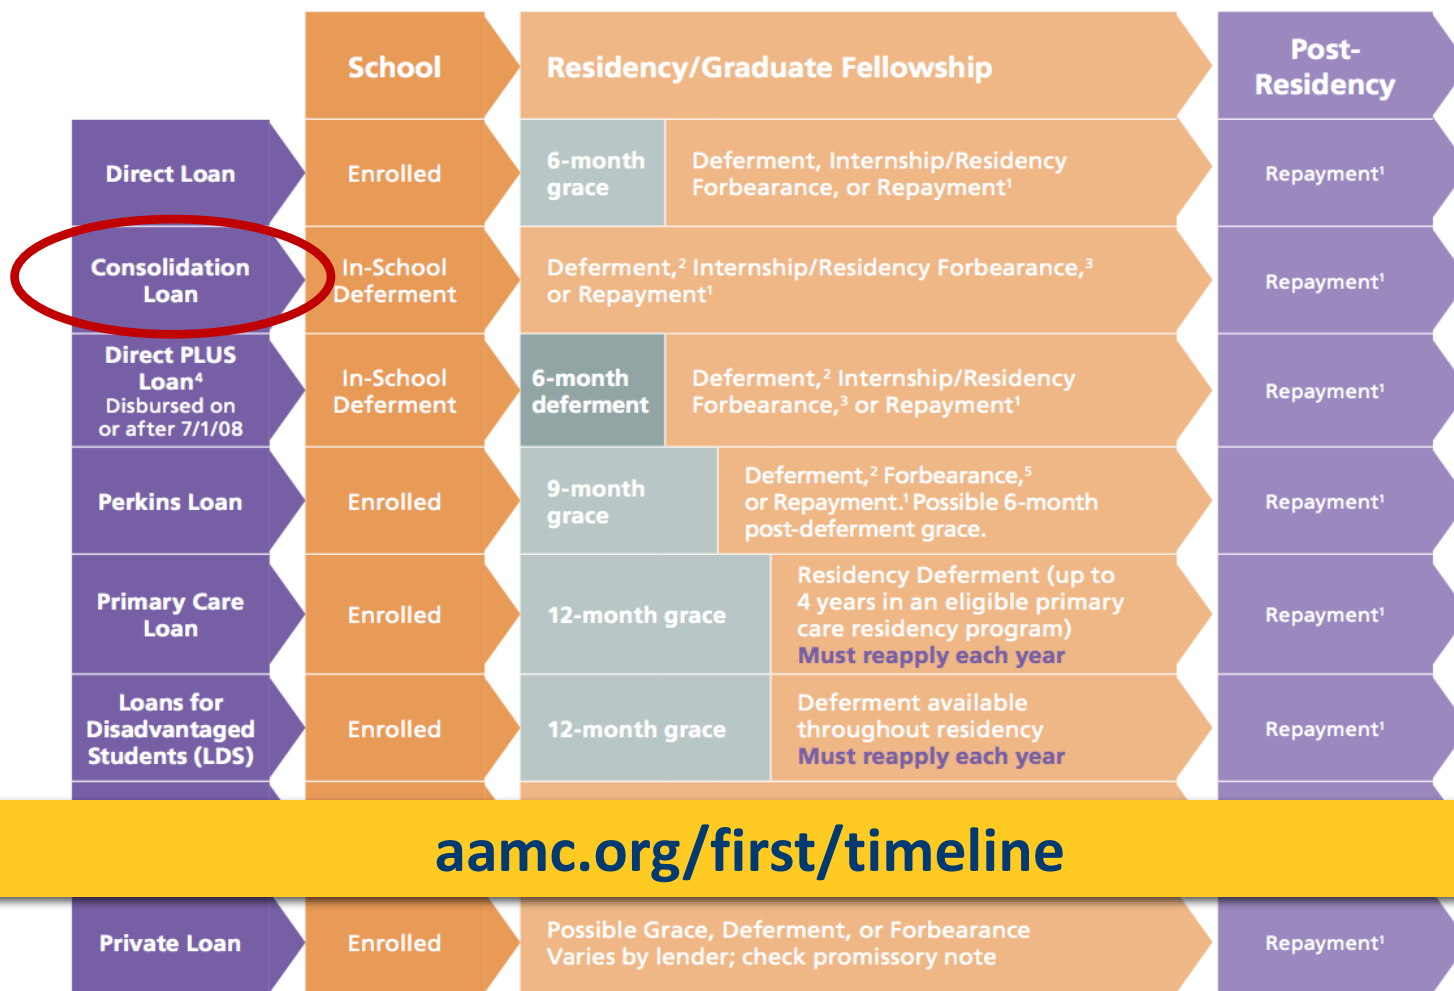 School
Residency/Graduate Fellowship
Post-
Residency
Direct Loan
Enrolled
6-month
grace
Deferment, Internship/Residency
Forbearance, or Repayment¹
Repayment¹
Consolidation
Loan
In-School
Deferment
Deferment,² Internship/Residency Forbearance,³
or Repayment¹
Repayment¹
Direct PLUS
Loan⁴
Disbursed on
or after 7/1/08
In-School
Deferment
6-month
deferment
Deferment,² Internship/Residency
Forbearance,³ or Repayment¹
Repayment¹
Perkins Loan
Enrolled
9-month
grace
Deferment,² Forbearance,⁵
or Repayment.¹ Possible 6-month
post-deferment grace.
Repayment¹
Primary Care
Loan
Enrolled
12-month grace
Residency Deferment (up to
4 years in an eligible primary
care residency program)
Must reapply each year
Repayment¹
Loans for
Disadvantaged
Students (LDS)
Enrolled
12-month grace
Deferment available
throughout residency
Must reapply each year
Repayment¹
aamc.org/first/timeline
Private Loan
Enrolled
Possible Grace, Deferment, or Forbearance
Varies by lender; check promissory note
Repayment¹